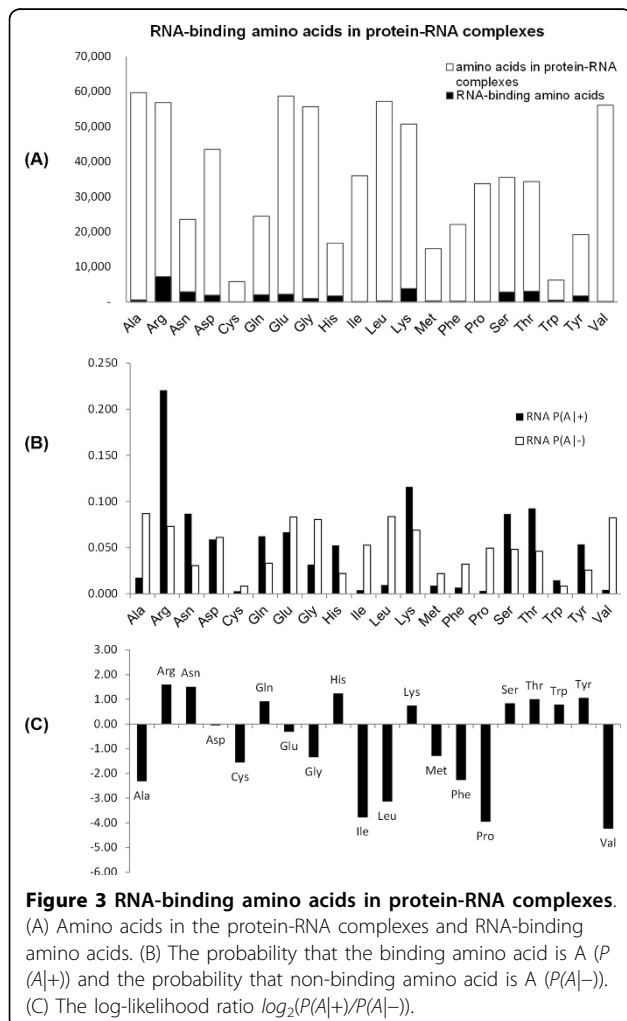 RNA-binding amino acids in protein-RNA complexes
(A)
70,000
60,000
50,000
40,000
30,000
20,000
10,000
-
amino acids in protein-RNA
complexes
RNA-binding amino acids
Ala Arg Asn Asp Cys Gln Glu Gly His Ile Leu Lys Met Phe Pro Ser Thr Trp Tyr Val
(B)
0.250
0.200
0.150
0.100
0.050
0.000
RNA P(A|+)
RNA P(A|-)
Ala Arg Asn Asp Cys Gln Glu Gly His Ile Leu Lys Met Phe Pro Ser Thr Trp Tyr Val
(C)
3.00
2.00
1.00
0.00
-1.00
-2.00
-3.00
-4.00
-5.00
-6.00
Ala Arg Asn Asp Cys Gln Glu Gly His Ile Leu Lys Met Phe Pro Ser Thr Trp Tyr Val
Figure 3 RNA-binding amino acids in protein-RNA complexes.
(A) Amino acids in the protein-RNA complexes and RNA-binding
amino acids. (B) The probability that the binding amino acid is A (P
(A|+)) and the probability that non-binding amino acid is A (P(A|−)).
(C) The log-likelihood ratio log₂(P(A|+)/P(A|−)).